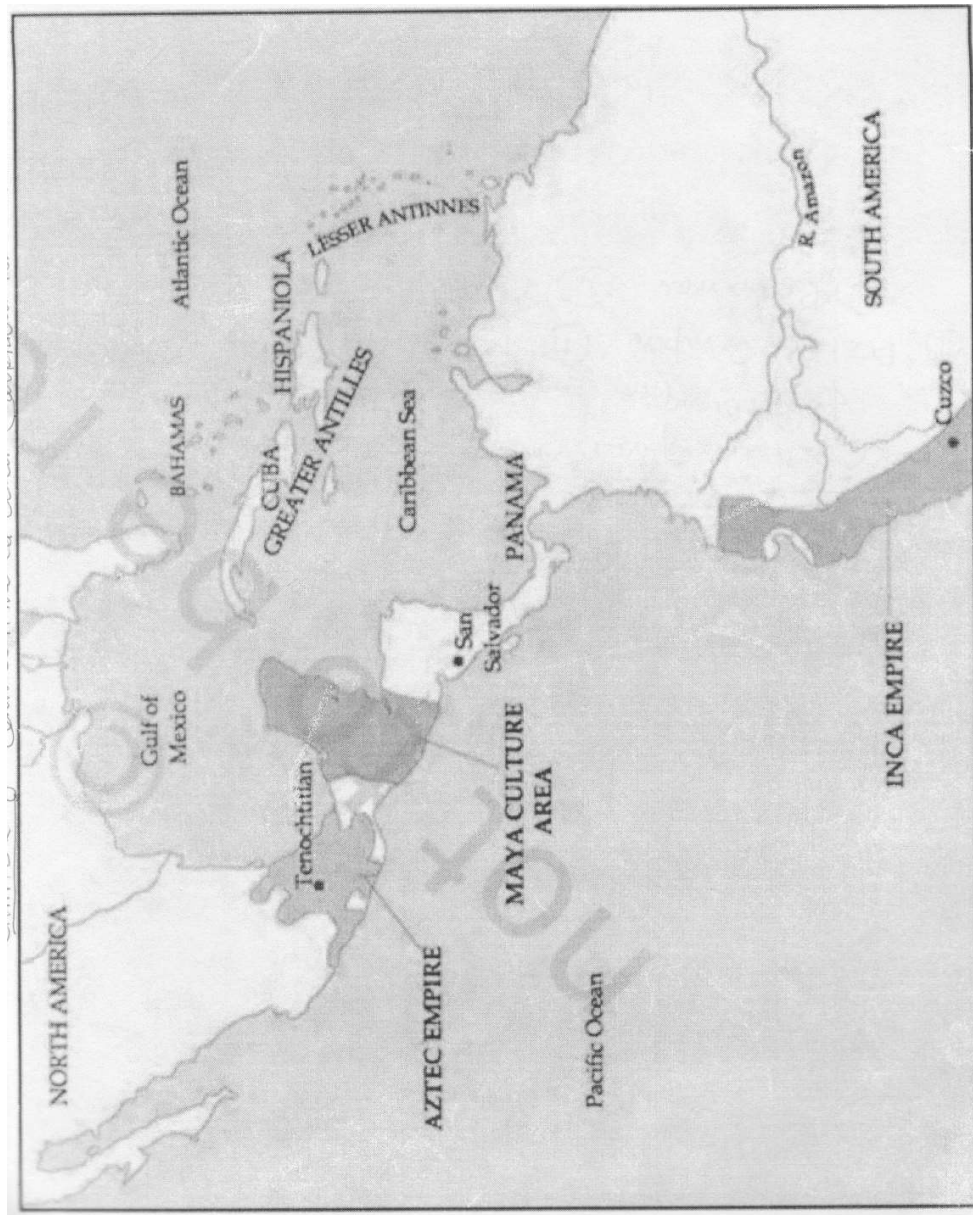 NORTH AMERICA
Gulf of
Mexico
Atlantic Ocean
BAHAMAS
CUBA
HISPANIOLA
LESSER ANTINNES
GREATER ANTILLES
Tenochtitian
Caribbean Sea
San
Salvador
PANAMA
AZTEC EMPIRE
MAYA CULTURE
AREA
Pacific Ocean
R. Amazon
SOUTH AMERICA
Cuzco
INCA EMPIRE